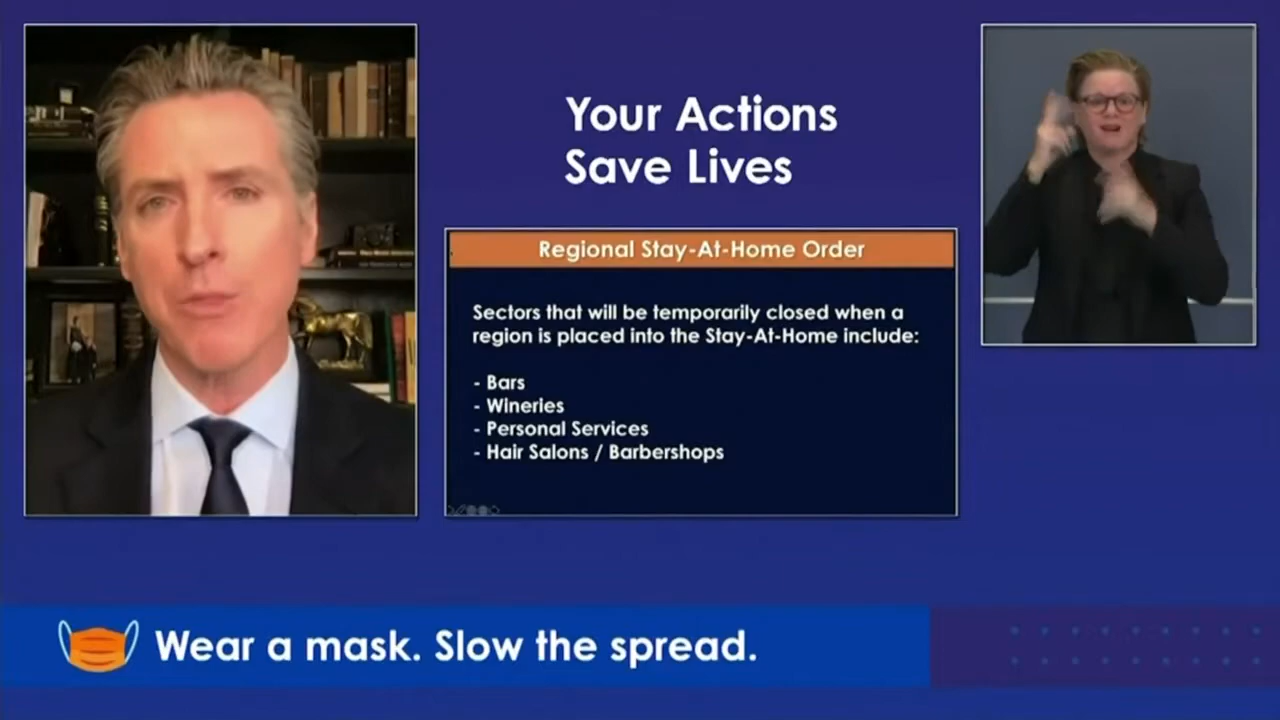 Your Actions
Save Lives
Regional Stay-At-Home Order
Sectors that will be temporarily closed when a
region is placed into the Stay-At-Home include:
- Bars
- Wineries
- Personal Services
- Hair Salons / Barbershops
Wear a mask. Slow the spread.